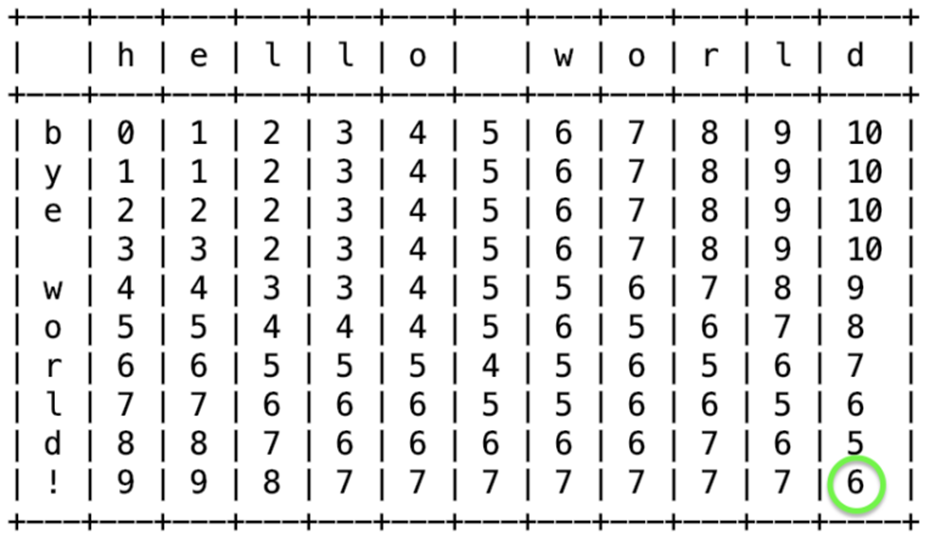 +---+---+---+---+---+---+---+---+---+---+---+----+
|   | h | e | l | l | o |   | w | o | r | l | d  |
+---+---+---+---+---+---+---+---+---+---+---+----+
| b | 0 | 1 | 2 | 3 | 4 | 5 | 6 | 7 | 8 | 9 | 10 |
| y | 1 | 1 | 2 | 3 | 4 | 5 | 6 | 7 | 8 | 9 | 10 |
| e | 2 | 2 | 2 | 3 | 4 | 5 | 6 | 7 | 8 | 9 | 10 |
|   | 3 | 3 | 2 | 3 | 4 | 5 | 6 | 7 | 8 | 9 | 10 |
| w | 4 | 4 | 3 | 3 | 4 | 5 | 5 | 6 | 7 | 8 | 9  |
| o | 5 | 5 | 4 | 4 | 4 | 5 | 6 | 5 | 6 | 7 | 8  |
| r | 6 | 6 | 5 | 5 | 5 | 4 | 5 | 6 | 5 | 6 | 7  |
| l | 7 | 7 | 6 | 6 | 6 | 5 | 5 | 6 | 6 | 5 | 6  |
| d | 8 | 8 | 7 | 6 | 6 | 6 | 6 | 6 | 7 | 6 | 5  |
| ! | 9 | 9 | 8 | 7 | 7 | 7 | 7 | 7 | 7 | 7 | 6  |
+---+---+---+---+---+---+---+---+---+---+---+----+